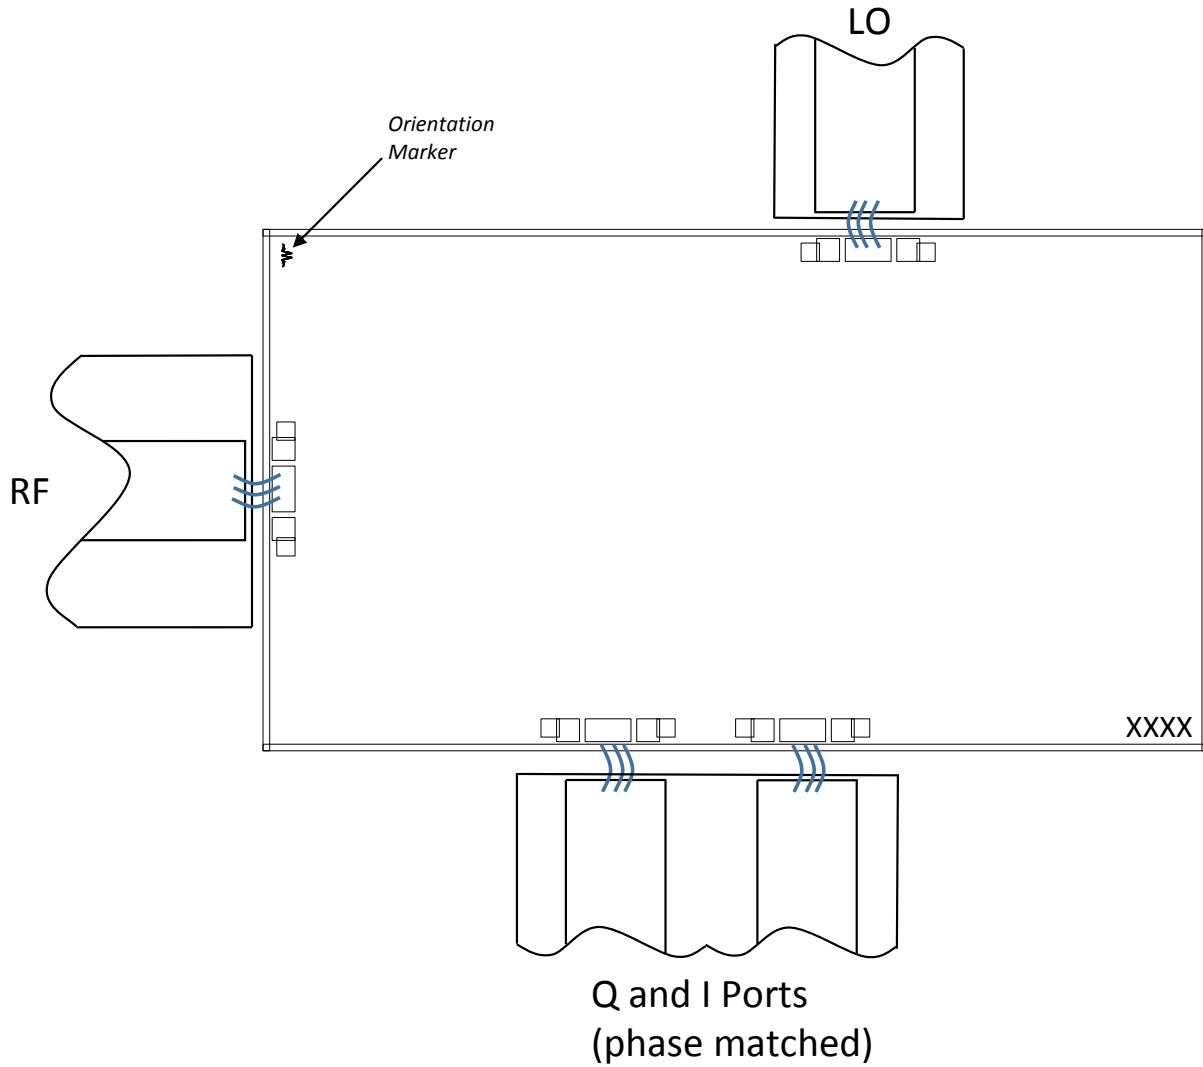 LO
Orientation
Marker
RF
XXXX
Q and I Ports
(phase matched)